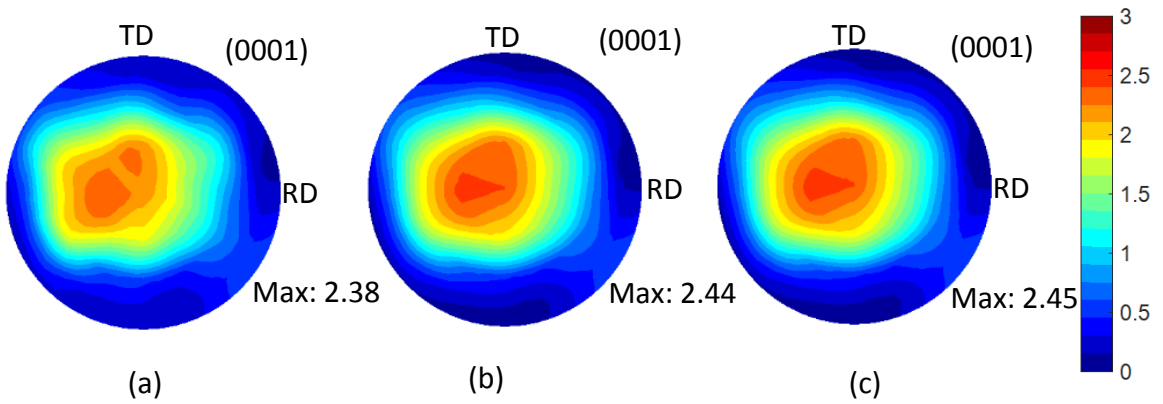 TD
(0001)
RD
Max: 2.38
(a)
TD
(0001)
RD
Max: 2.44
(b)
TD
(0001)
RD
Max: 2.45
(c)
3
2.5
2
1.5
1
0.5
0